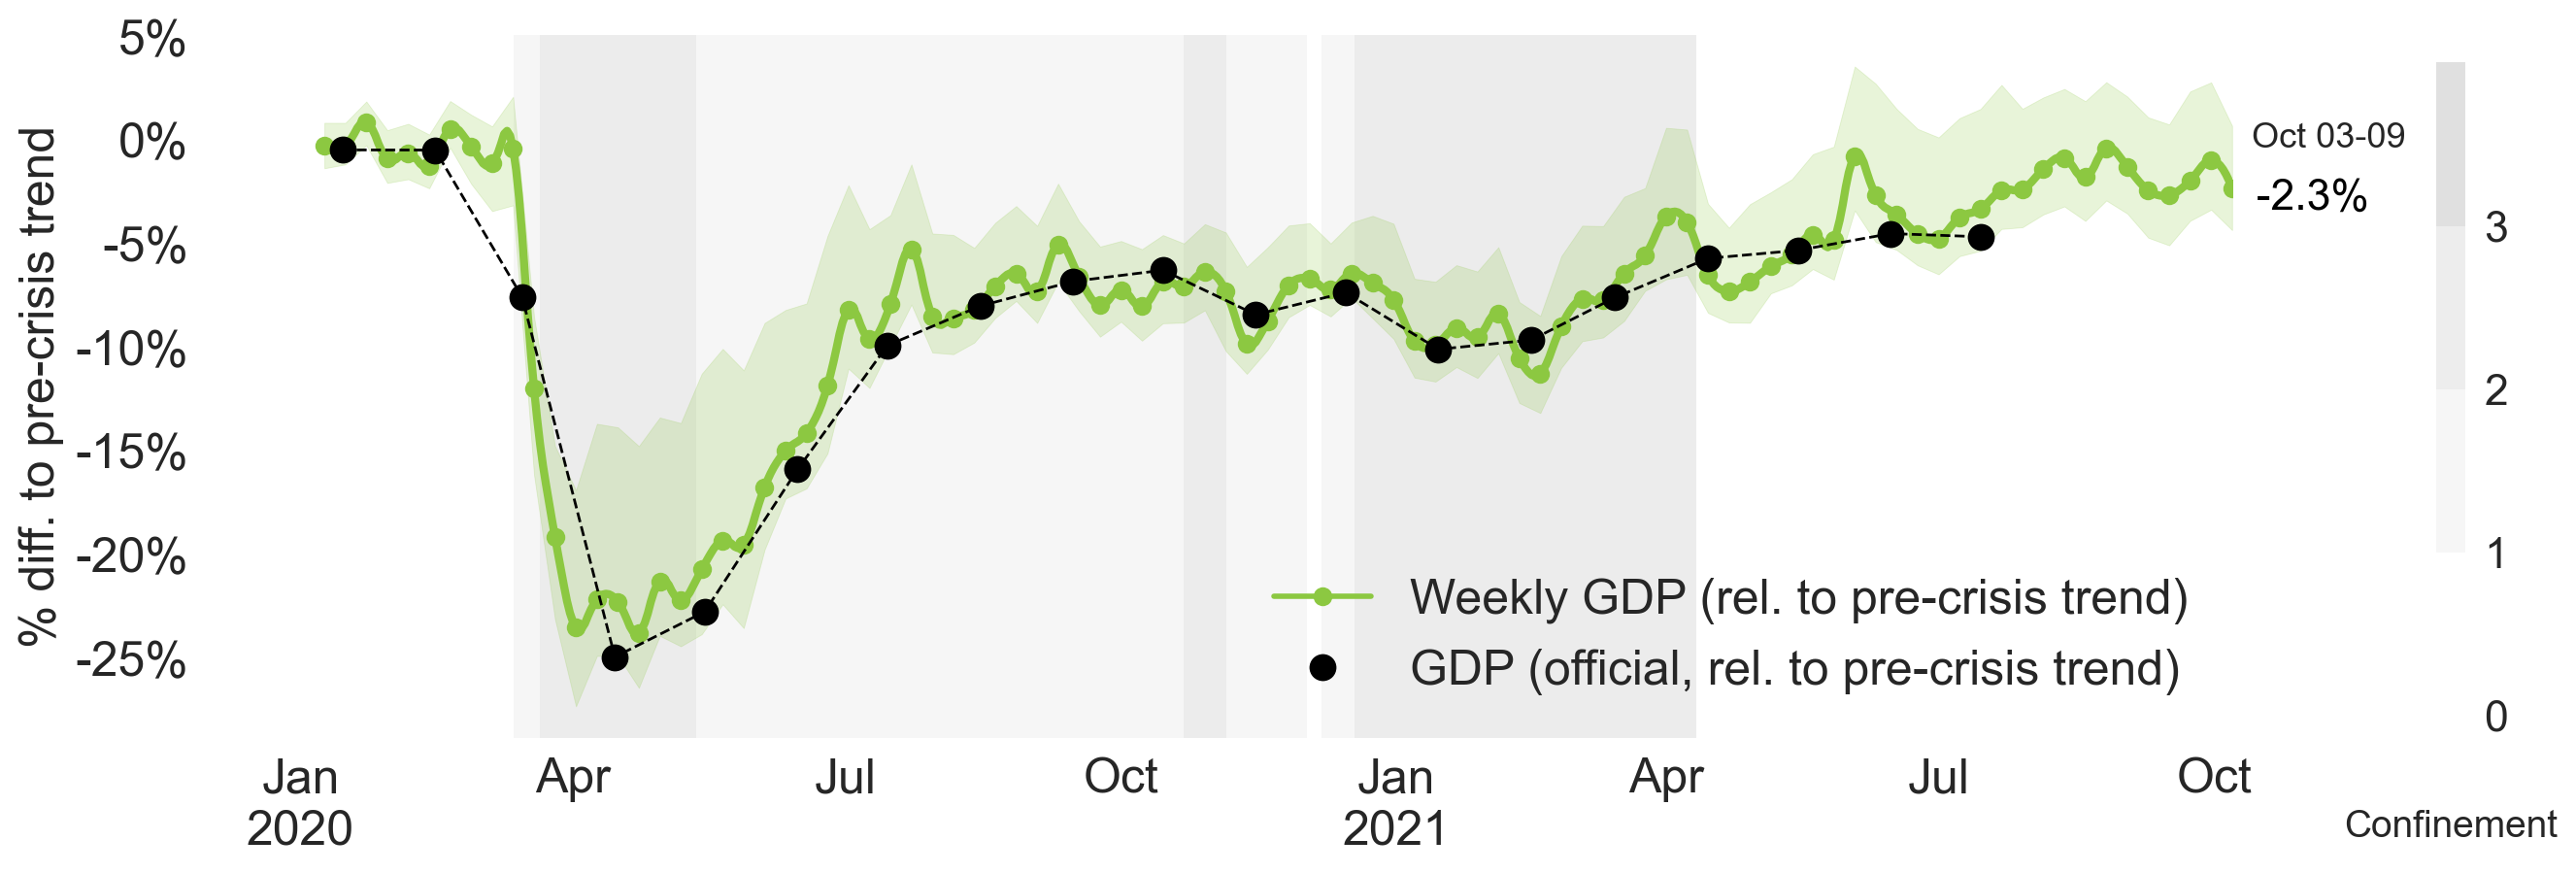 5%
0%
-5%
-10%
-15%
-20%
-25%
% diff. to pre-crisis trend
Oct 03-09
-2.3%
Weekly GDP (rel. to pre-crisis trend)
GDP (official, rel. to pre-crisis trend)
Jan Apr Jul Oct Jan Apr Jul Oct
2020 2021
3
2
1
0
Confinement